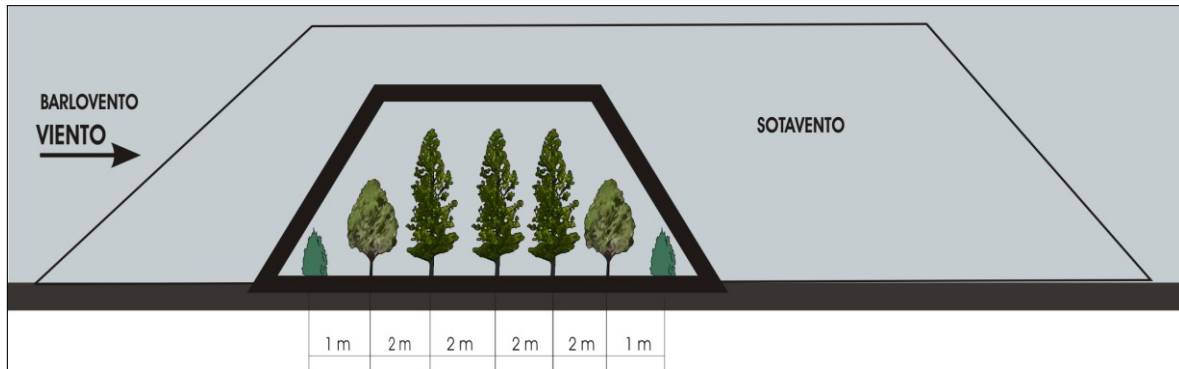 BARLOVENTO
VIENTO
SOTAVENTO
1 m 2 m 2 m 2 m 2 m 1 m